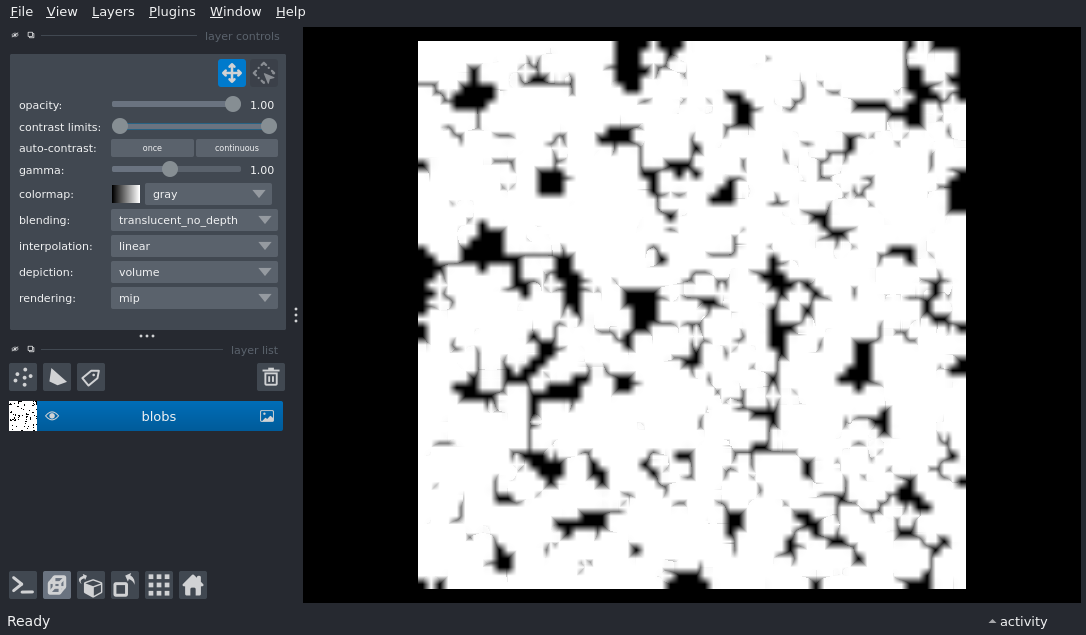 File View Layers Plugins Window Help
layer controls
opacity: 1.00
contrast limits:
auto-contrast: once continuous
gamma: 1.00
colormap: gray
blending: translucent_no_depth
interpolation: linear
depiction: volume
rendering: mip
layer list
blobs
Ready activity